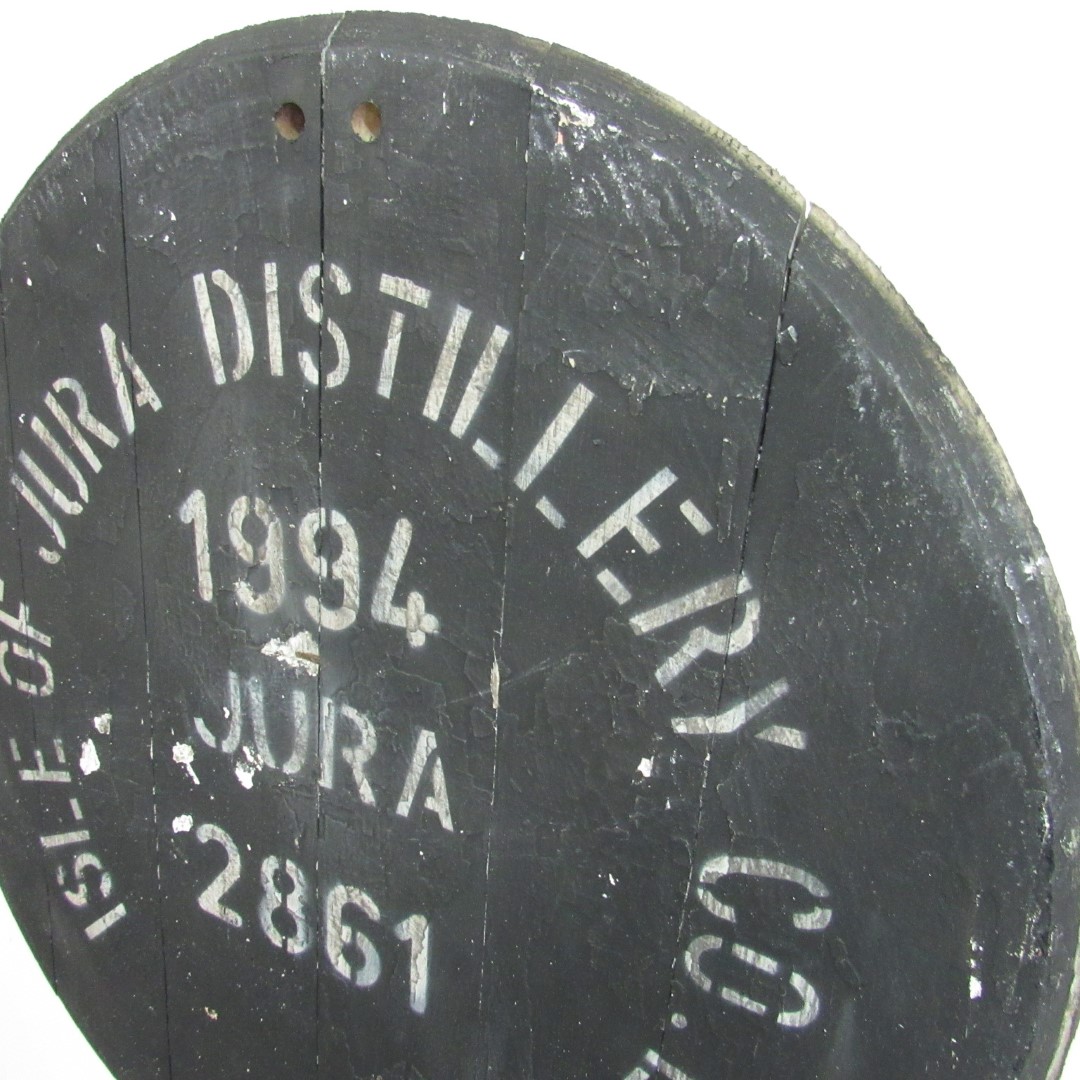 ISLE OF JURA DISTILLERY CO.
1994
JURA
2861